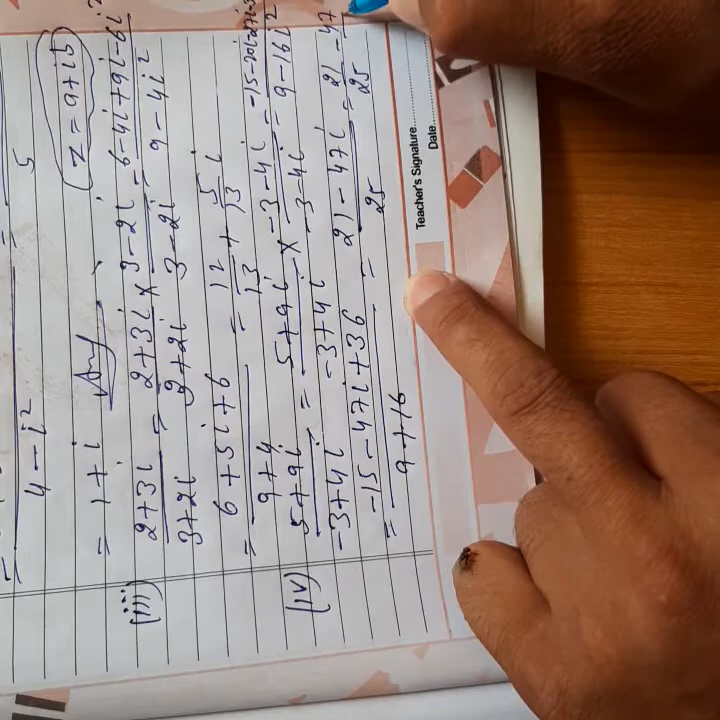 5
= ——— =
4 - i²
z = a+ib
= 1 + i Ans
(iii) 2+3i/3+2i = 2+3i/3+2i × 3-2i/3-2i = 6-4i+9i-6i²/9-4i²
= 6+5i+6/9+4 = 12/13 + 5/13 i
(iv) 5+9i/-3+4i = 5+9i/-3+4i × -3-4i/-3-4i = -15-20i-27i-3/9-16i²
= -15-47i+36/9+16 = 21-47i/25 = 21/25 - 47
Teacher's Signature
Date